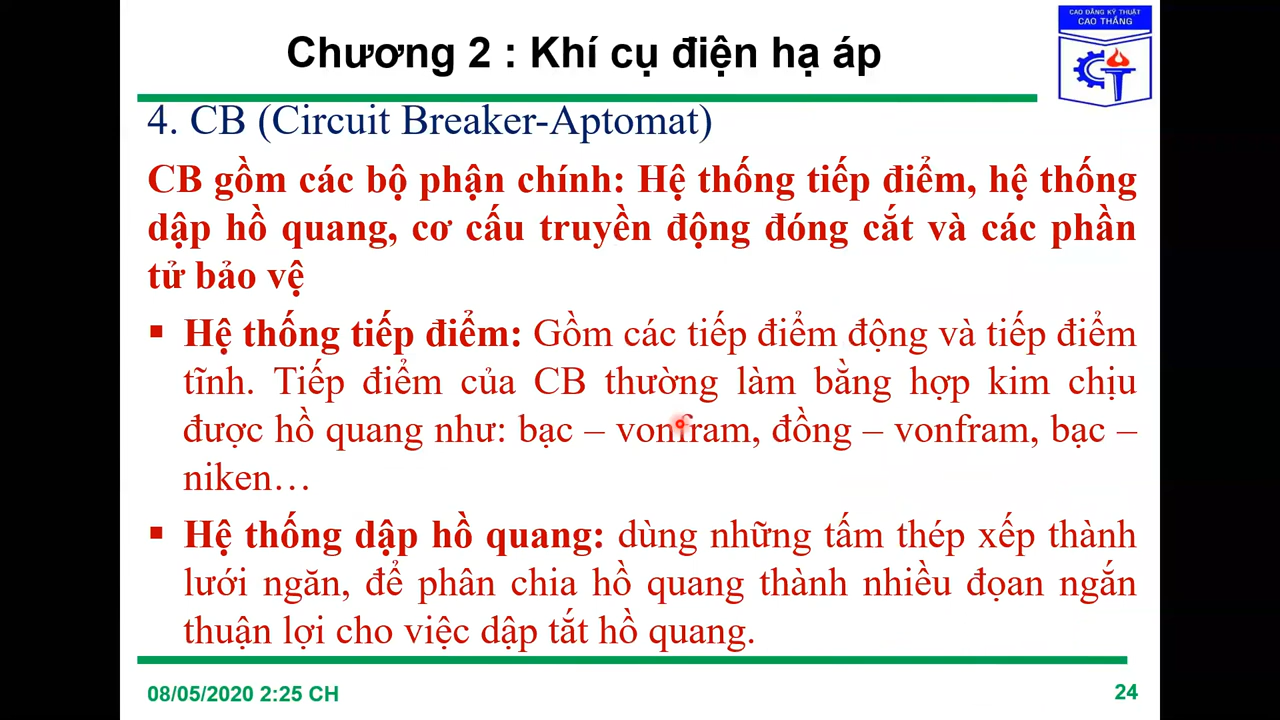 CAO ĐẲNG KỸ THUẬT
CAO THẮNG
Chương 2 : Khí cụ điện hạ áp
4. CB (Circuit Breaker-Aptomat)
CB gồm các bộ phận chính: Hệ thống tiếp điểm, hệ thống
dập hồ quang, cơ cấu truyền động đóng cắt và các phần
tử bảo vệ
▪ Hệ thống tiếp điểm: Gồm các tiếp điểm động và tiếp điểm
tĩnh. Tiếp điểm của CB thường làm bằng hợp kim chịu
được hồ quang như: bạc – vonfram, đồng – vonfram, bạc –
niken…
▪ Hệ thống dập hồ quang: dùng những tấm thép xếp thành
lưới ngăn, để phân chia hồ quang thành nhiều đọan ngắn
thuận lợi cho việc dập tắt hồ quang.
08/05/2020 2:25 CH
24